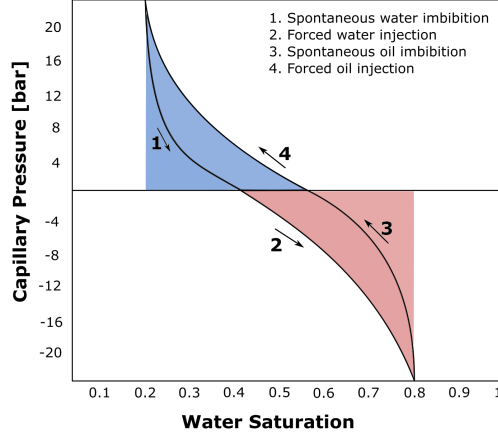 1. Spontaneous water imbibition
2. Forced water injection
3. Spontaneous oil imbibition
4. Forced oil injection
Capillary Pressure [bar]
20
16
12
8
4
-4
-8
-12
-16
-20
1
4
3
2
0.1 0.2 0.3 0.4 0.5 0.6 0.7 0.8 0.9 1
Water Saturation